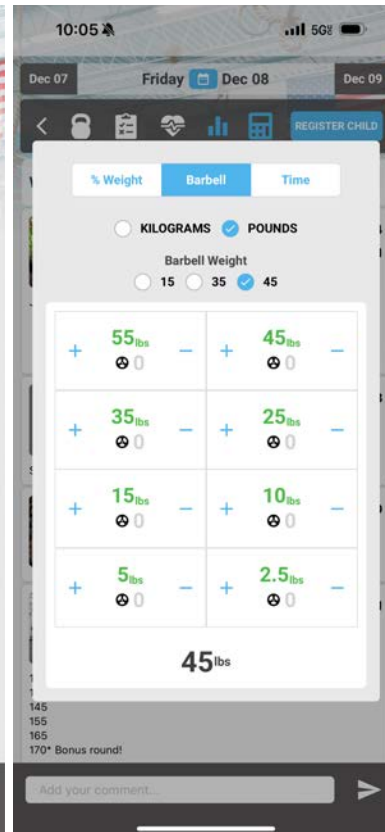 10:05 5G
Dec 07 Friday Dec 08 Dec 09
REGISTER CHILD
% Weight Barbell Time
KILOGRAMS POUNDS
Barbell Weight
15 35 45
+ 55lbs 0 − + 45lbs 0 −
+ 35lbs 0 − + 25lbs 0 −
+ 15lbs 0 − + 10lbs 0 −
+ 5lbs 0 − + 2.5lbs 0 −
45lbs
145
155
165
170* Bonus round!
Add your comment...